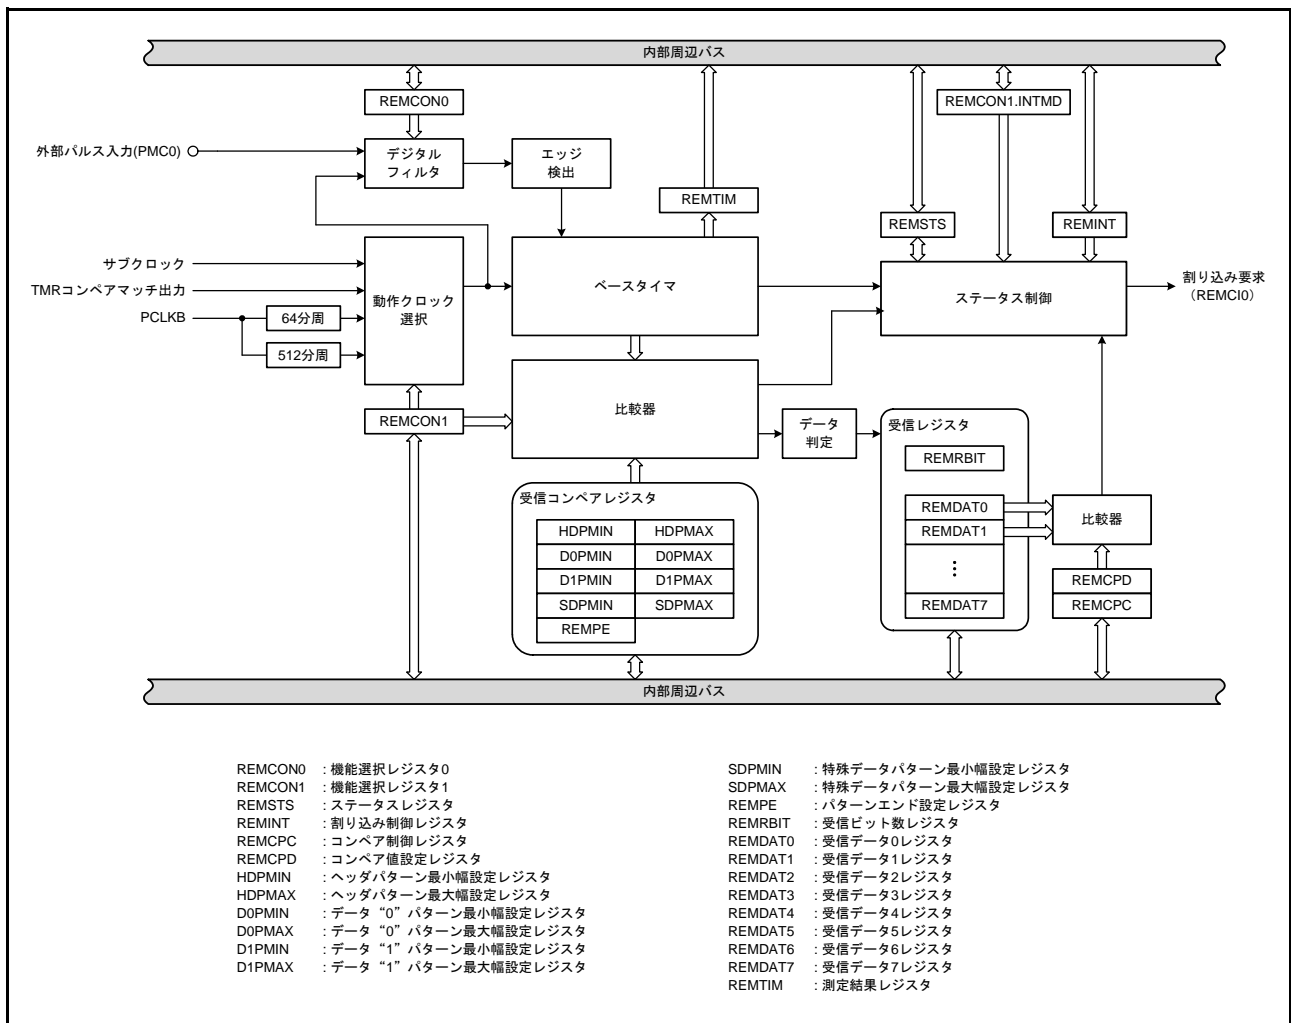 内部周辺バス
REMCON0
REMCON1.INTMD
外部パルス入力(PMC0)
デジタル
フィルタ
エッジ
検出
REMTIM
REMSTS
REMINT
サブクロック
TMRコンペアマッチ出力
PCLKB
64分周
512分周
動作クロック
選択
ベースタイマ
ステータス制御
割り込み要求
（REMCI0）
REMCON1
比較器
データ
判定
受信レジスタ
REMRBIT
REMDAT0
REMDAT1
⋮
REMDAT7
比較器
REMCPD
REMCPC
受信コンペアレジスタ
HDPMIN HDPMAX
D0PMIN D0PMAX
D1PMIN D1PMAX
SDPMIN SDPMAX
REMPE
内部周辺バス
REMCON0 : 機能選択レジスタ0
REMCON1 : 機能選択レジスタ1
REMSTS : ステータスレジスタ
REMINT : 割り込み制御レジスタ
REMCPC : コンペア制御レジスタ
REMCPD : コンペア値設定レジスタ
HDPMIN : ヘッダパターン最小幅設定レジスタ
HDPMAX : ヘッダパターン最大幅設定レジスタ
D0PMIN : データ“0”パターン最小幅設定レジスタ
D0PMAX : データ“0”パターン最大幅設定レジスタ
D1PMIN : データ“1”パターン最小幅設定レジスタ
D1PMAX : データ“1”パターン最大幅設定レジスタ
SDPMIN : 特殊データパターン最小幅設定レジスタ
SDPMAX : 特殊データパターン最大幅設定レジスタ
REMPE : パターンエンド設定レジスタ
REMRBIT : 受信ビット数レジスタ
REMDAT0 : 受信データ0レジスタ
REMDAT1 : 受信データ1レジスタ
REMDAT2 : 受信データ2レジスタ
REMDAT3 : 受信データ3レジスタ
REMDAT4 : 受信データ4レジスタ
REMDAT5 : 受信データ5レジスタ
REMDAT6 : 受信データ6レジスタ
REMDAT7 : 受信データ7レジスタ
REMTIM : 測定結果レジスタ